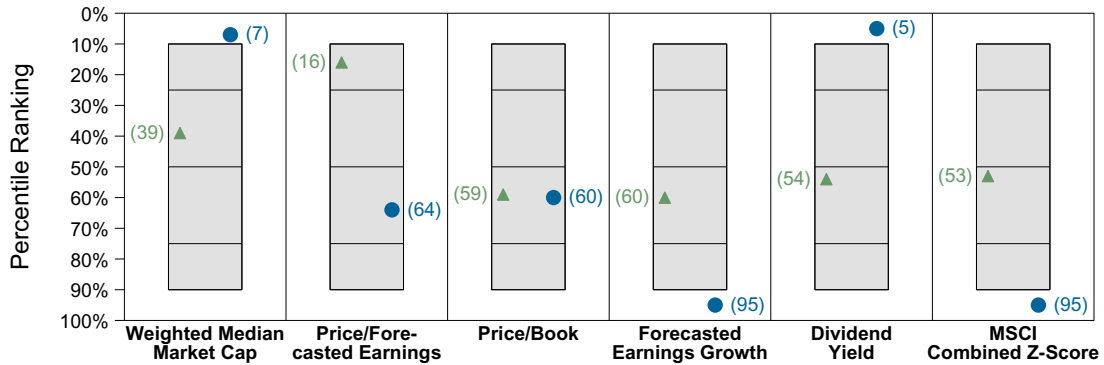 Percentile Ranking
0%
10%
20%
30%
40%
50%
60%
70%
80%
90%
100%
(39)
(7)
(16)
(64)
(59)
(60)
(60)
(95)
(54)
(5)
(53)
(95)
Weighted Median
Market Cap
Price/Fore-
casted Earnings
Price/Book
Forecasted
Earnings Growth
Dividend
Yield
MSCI
Combined Z-Score